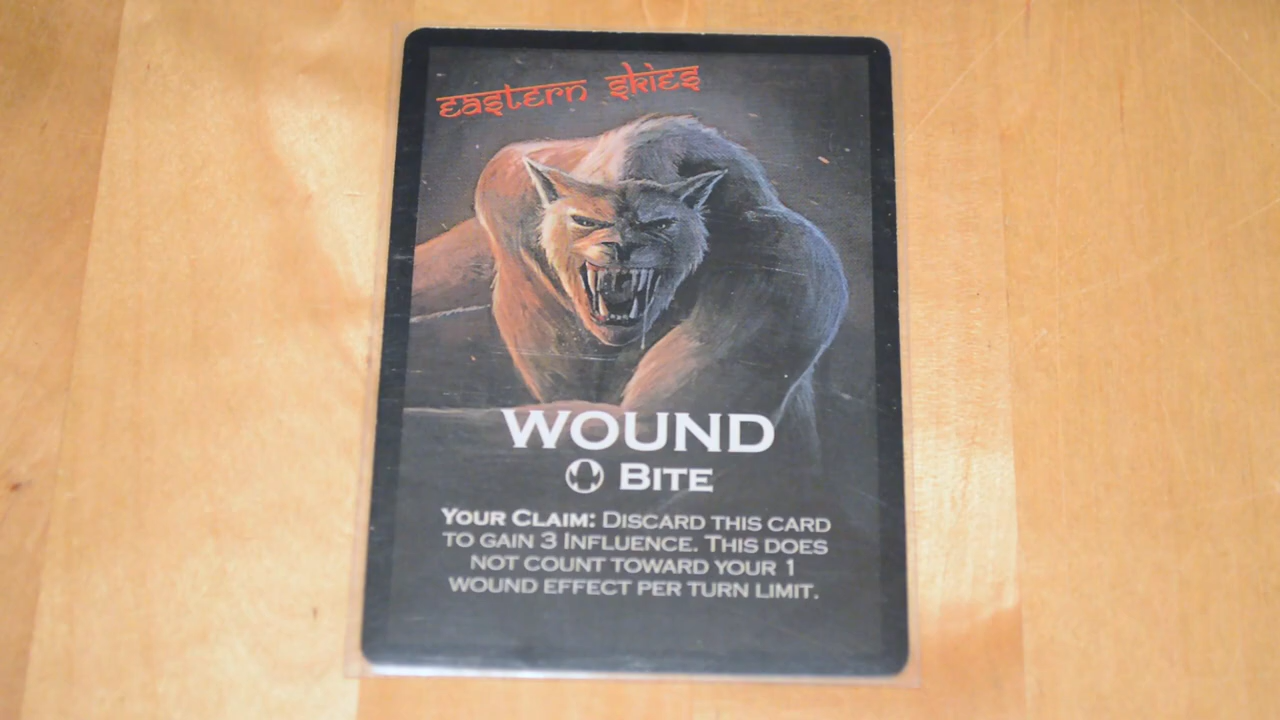 Eastern Skies
WOUND
BITE
YOUR CLAIM: DISCARD THIS CARD
TO GAIN 3 INFLUENCE. THIS DOES
NOT COUNT TOWARD YOUR 1
WOUND EFFECT PER TURN LIMIT.